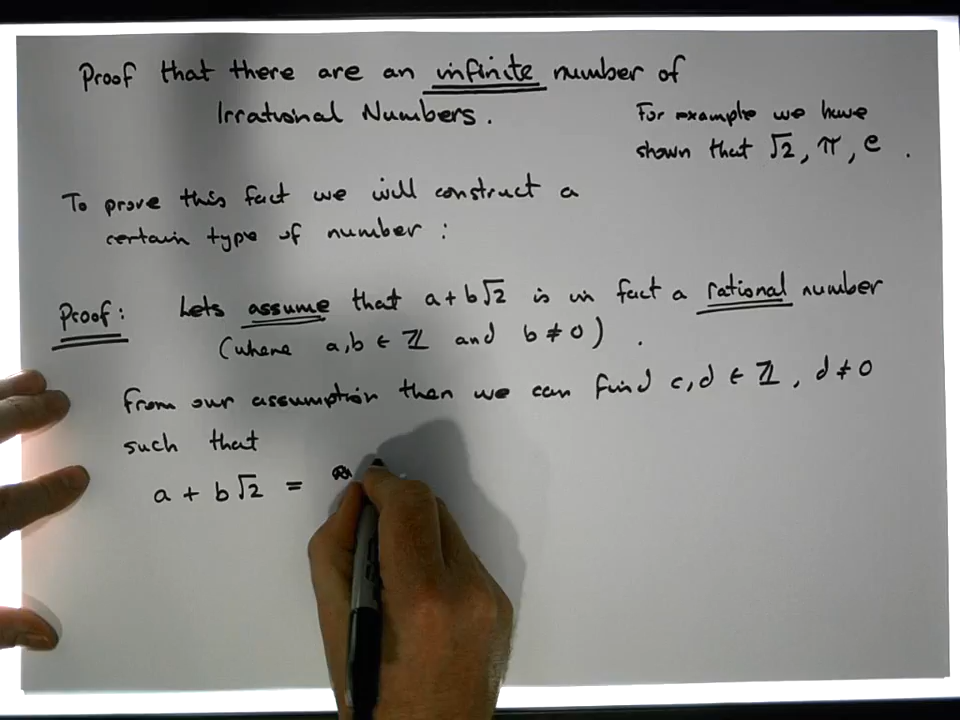 Proof that there are an infinite number of
Irrational Numbers.
For example we have
shown that √2, π, e .
To prove this fact we will construct a
certain type of number :
Proof: Lets assume that a + b√2 is in fact a rational number
(where a, b ∈ ℤ and b ≠ 0) .
From our assumption then we can find c, d ∈ ℤ, d ≠ 0
such that
a + b√2 =